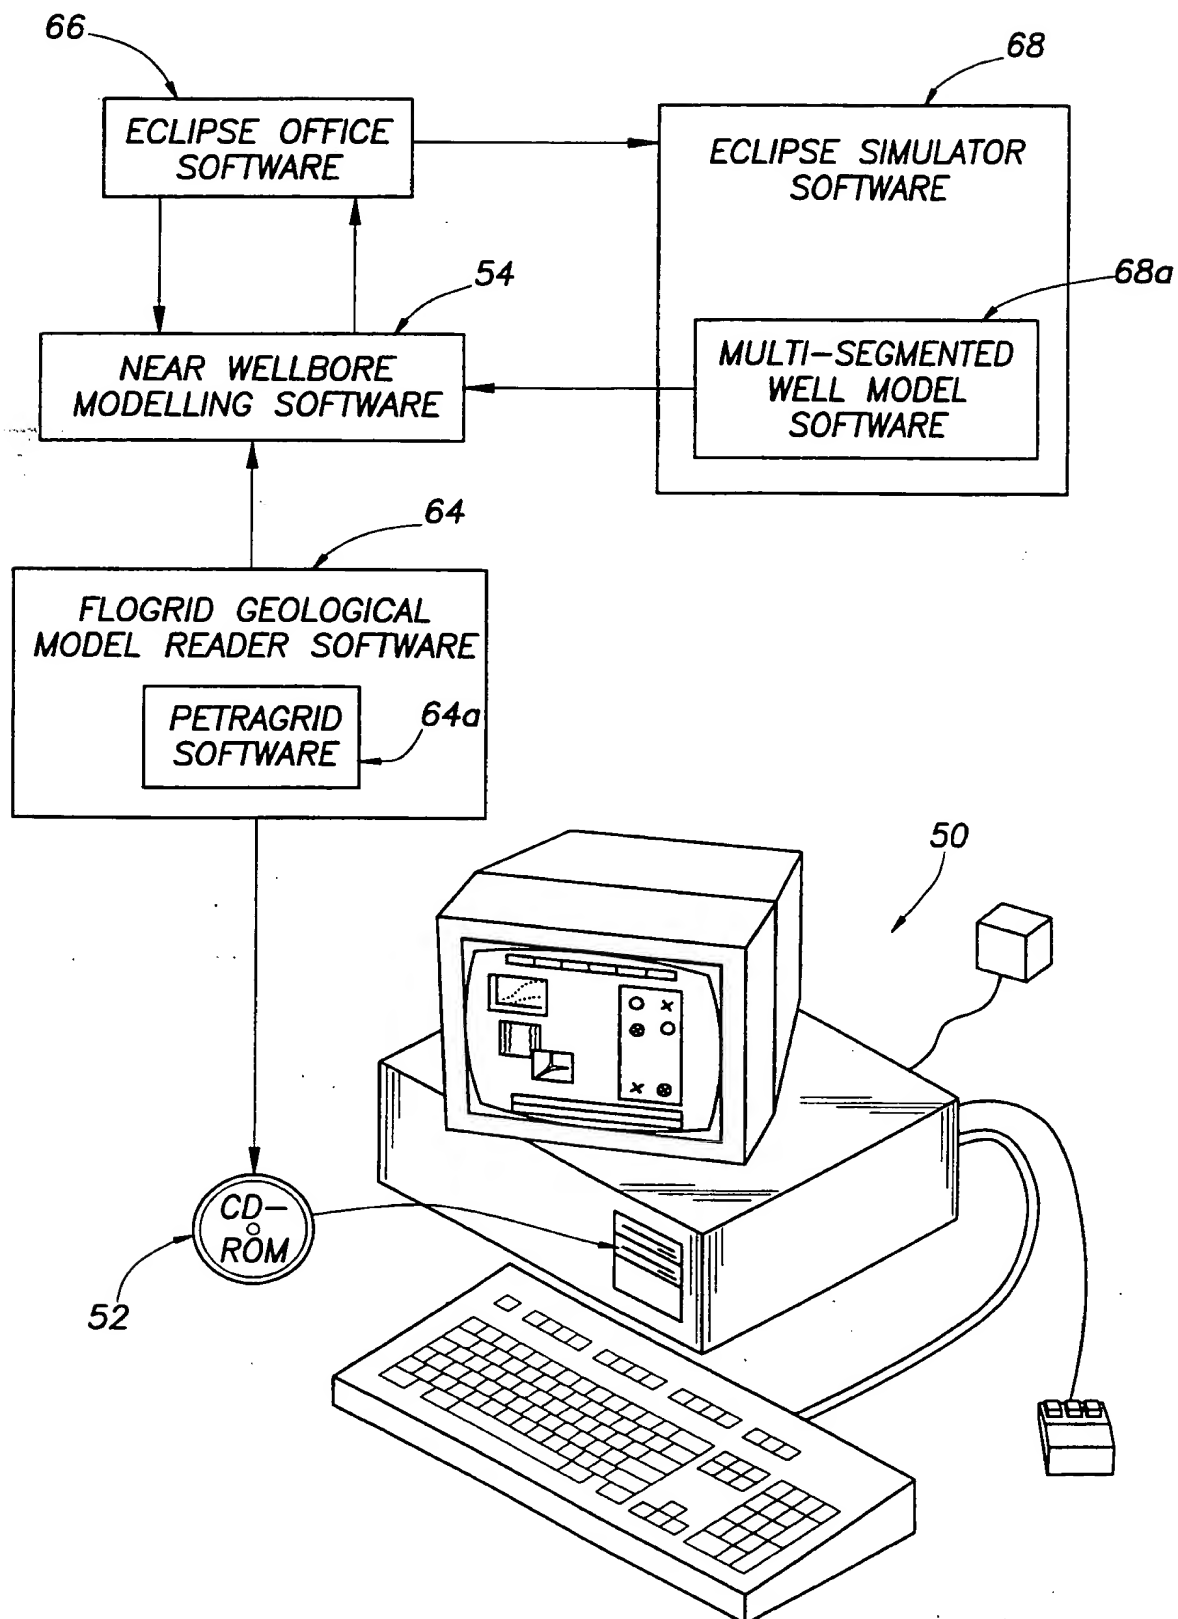 66
68
ECLIPSE OFFICE
SOFTWARE
ECLIPSE SIMULATOR
SOFTWARE
54
68a
NEAR WELLBORE
MODELLING SOFTWARE
MULTI-SEGMENTED
WELL MODEL
SOFTWARE
64
FLOGRID GEOLOGICAL
MODEL READER SOFTWARE
PETRAGRID
SOFTWARE
64a
50
CD-
ROM
52